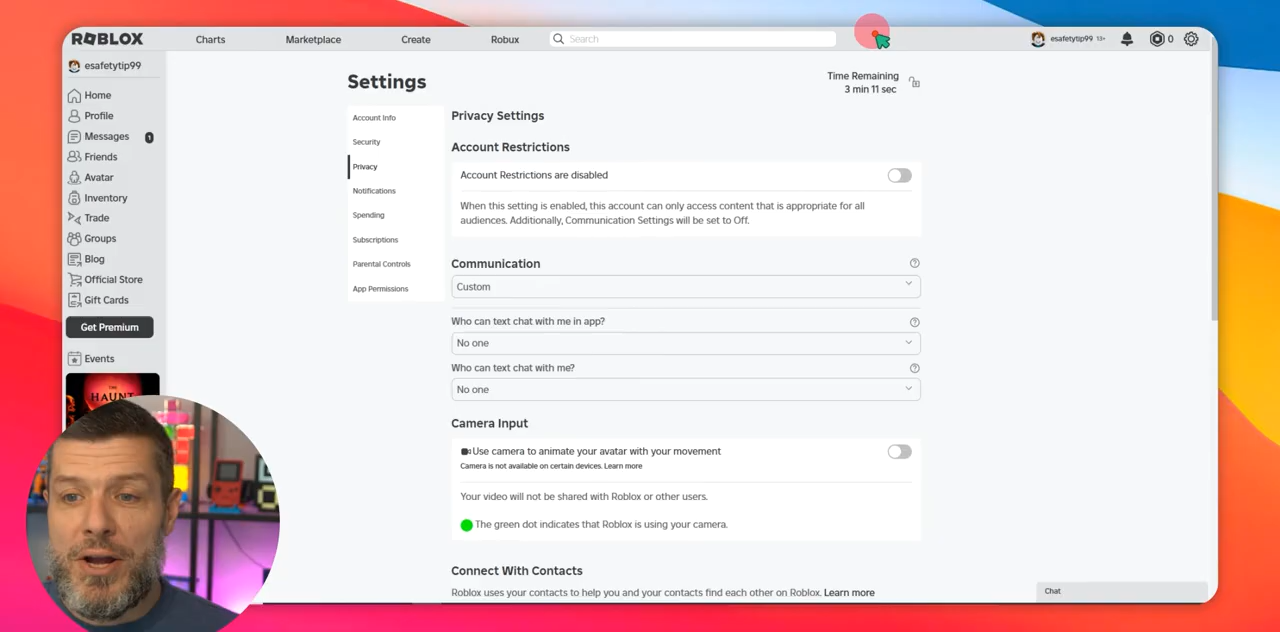 ROBLOX
Charts
Marketplace
Create
Robux
Search
esafetytip99 13+
0
esafetytip99
Home
Profile
Messages
1
Friends
Avatar
Inventory
Trade
Groups
Blog
Official Store
Gift Cards
Get Premium
Events
THE
HAUNT
Settings
Time Remaining
3 min 11 sec
Account Info
Security
Privacy
Notifications
Spending
Subscriptions
Parental Controls
App Permissions
Privacy Settings
Account Restrictions
Account Restrictions are disabled
When this setting is enabled, this account can only access content that is appropriate for all
audiences. Additionally, Communication Settings will be set to Off.
Communication
Custom
Who can text chat with me in app?
No one
Who can text chat with me?
No one
Camera Input
Use camera to animate your avatar with your movement
Camera is not available on certain devices. Learn more
Your video will not be shared with Roblox or other users.
The green dot indicates that Roblox is using your camera.
Connect With Contacts
Roblox uses your contacts to help you and your contacts find each other on Roblox. Learn more
Chat